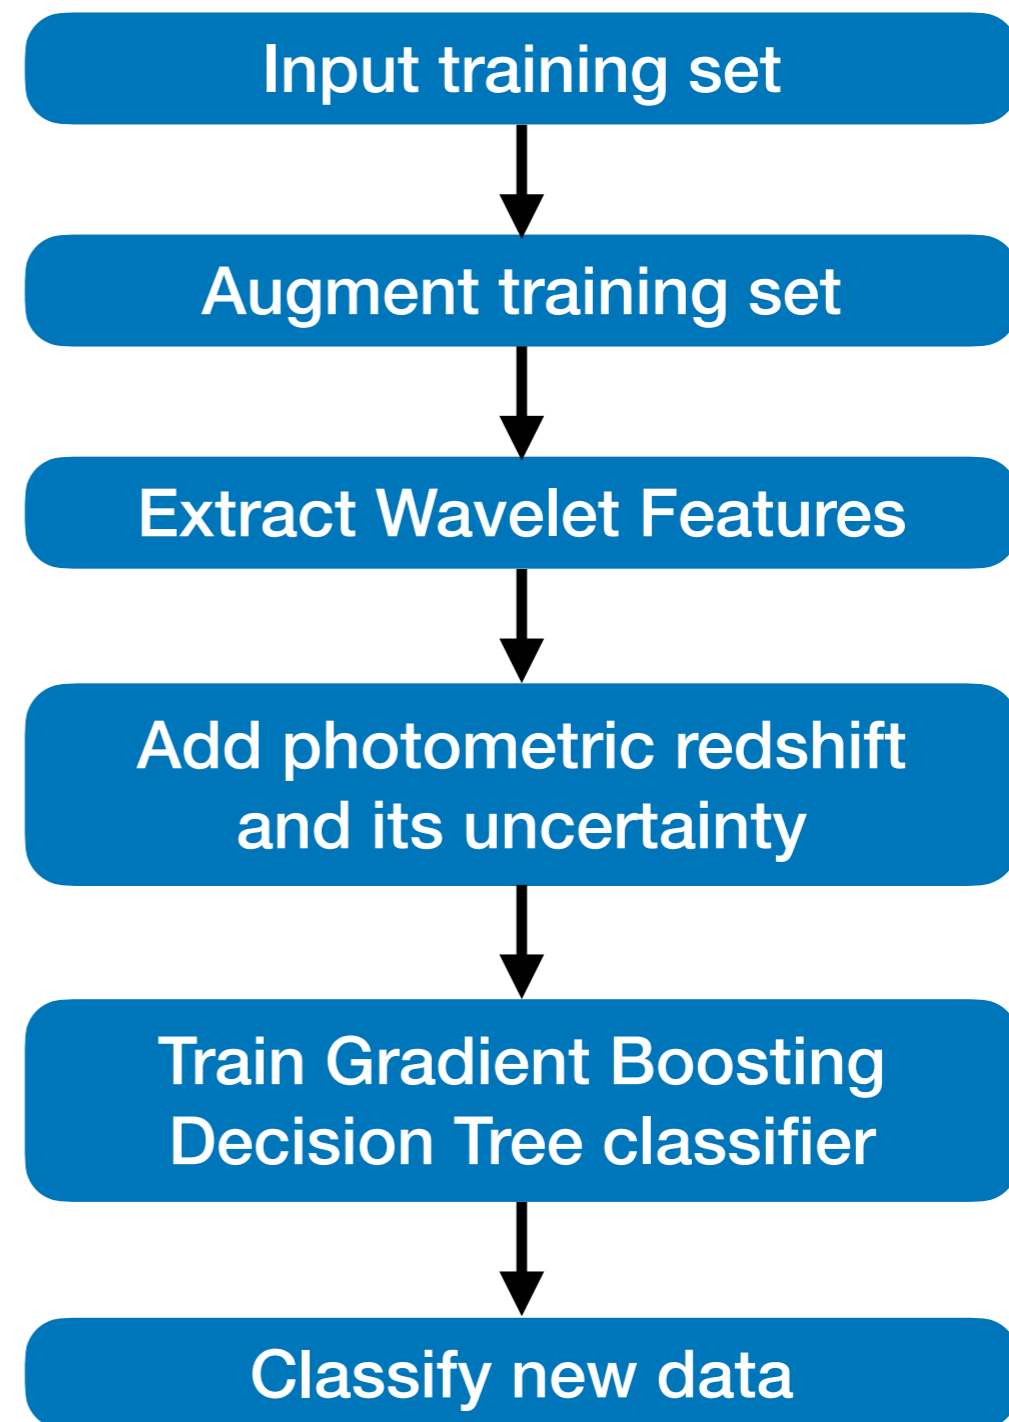 Input training set
Augment training set
Extract Wavelet Features
Add photometric redshift
and its uncertainty
Train Gradient Boosting
Decision Tree classifier
Classify new data